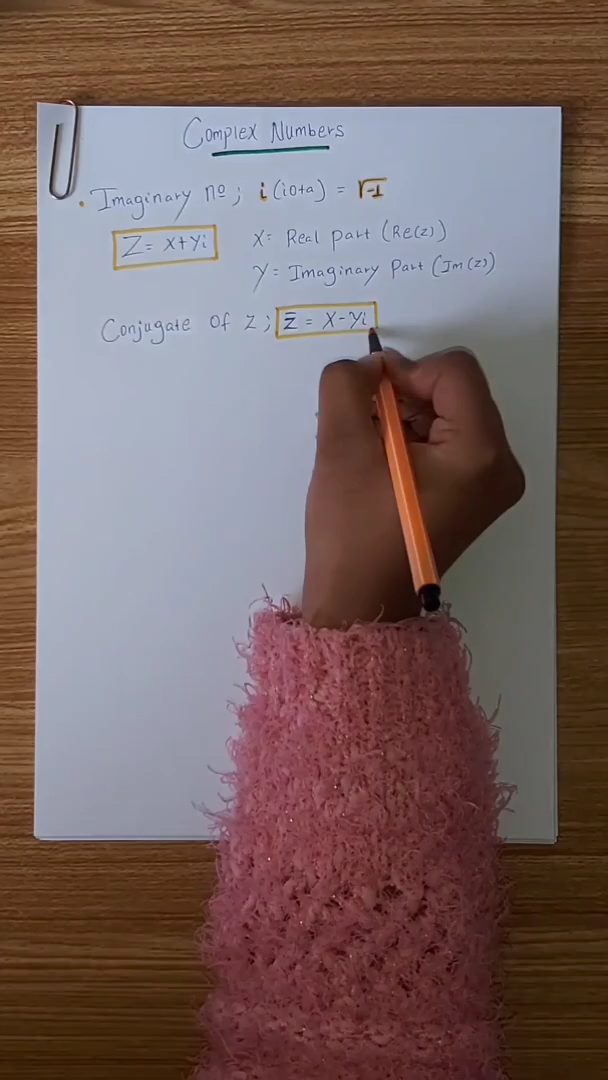 Complex Numbers
. Imaginary nº ; i (iota) = √-1
Z = X+Yi X= Real part (Re(z))
Y= Imaginary Part (Im(z))
Conjugate of z ; z̄ = X-Yi